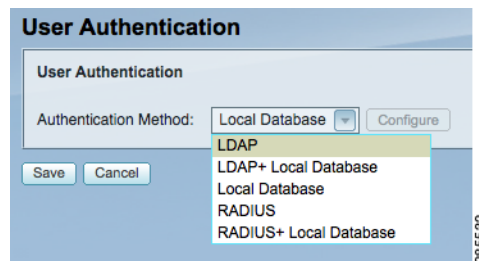 User Authentication
User Authentication
Authentication Method: Local Database Configure
LDAP
LDAP+ Local Database
Local Database
RADIUS
RADIUS+ Local Database
Save Cancel